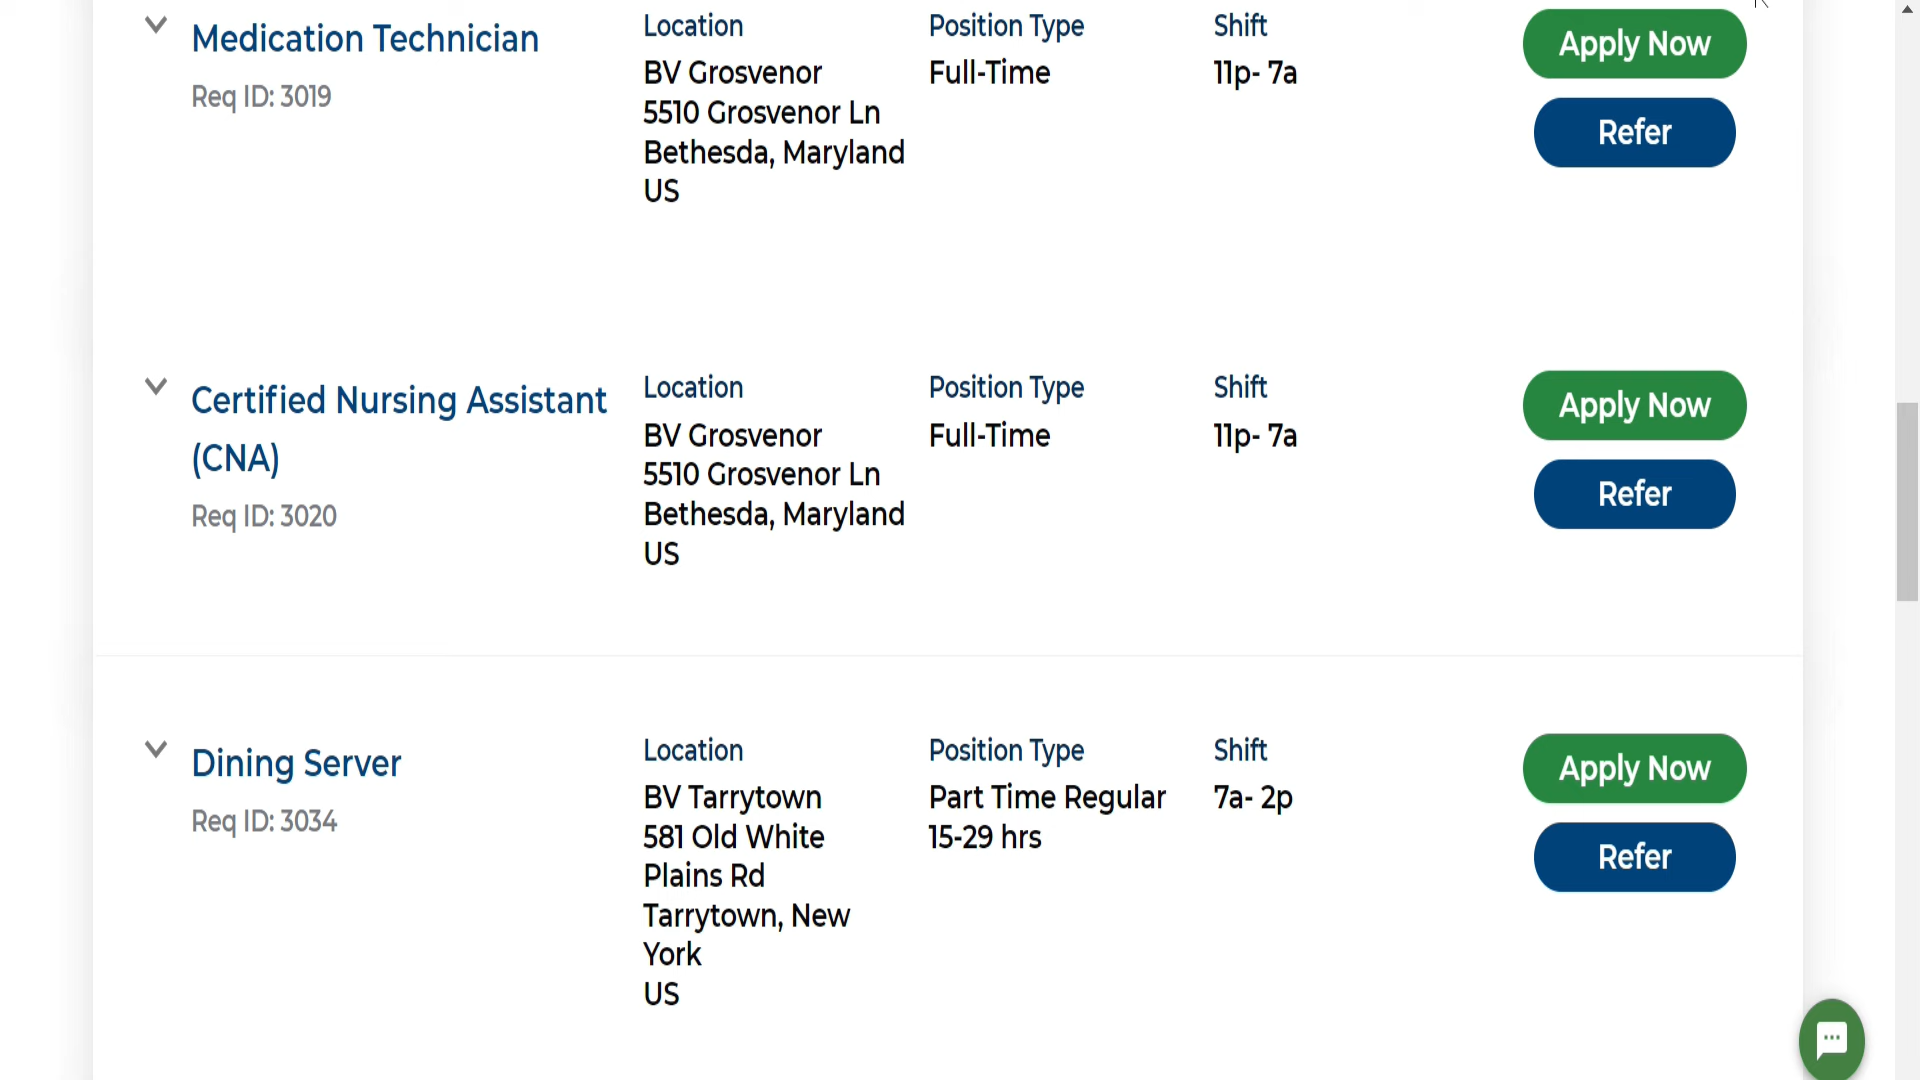 Medication Technician
Req ID: 3019
Location
BV Grosvenor
5510 Grosvenor Ln
Bethesda, Maryland
US
Position Type
Full-Time
Shift
11p- 7a
Apply Now
Refer
Certified Nursing Assistant
(CNA)
Req ID: 3020
Location
BV Grosvenor
5510 Grosvenor Ln
Bethesda, Maryland
US
Position Type
Full-Time
Shift
11p- 7a
Apply Now
Refer
Dining Server
Req ID: 3034
Location
BV Tarrytown
581 Old White
Plains Rd
Tarrytown, New
York
US
Position Type
Part Time Regular
15-29 hrs
Shift
7a- 2p
Apply Now
Refer